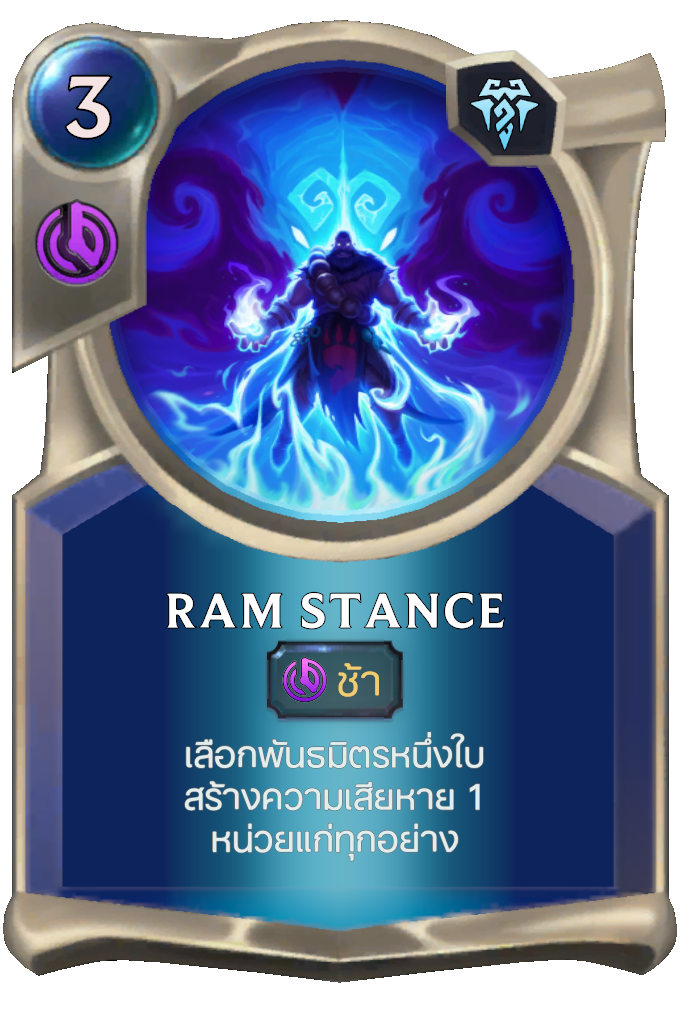 3
RAM STANCE
ช้า
เลือกพันธมิตรหนึ่งใบ
สร้างความเสียหาย 1
หน่วยแก่ทุกอย่าง